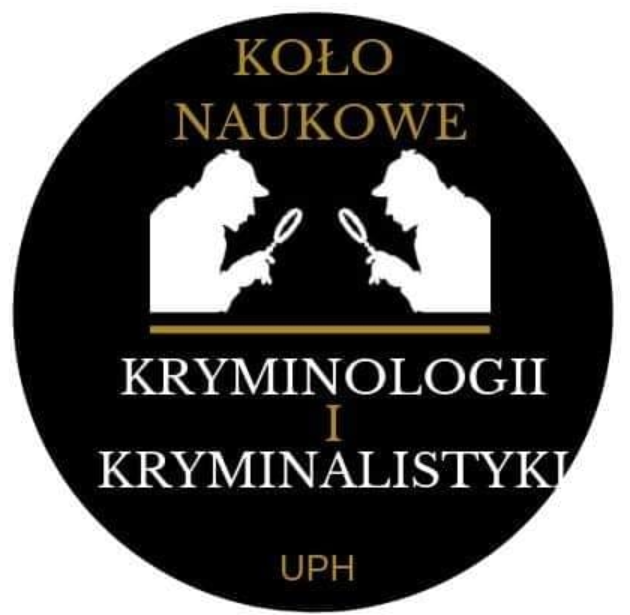 KOŁO
NAUKOWE
KRYMINOLOGII
I
KRYMINALISTYKI
UPH